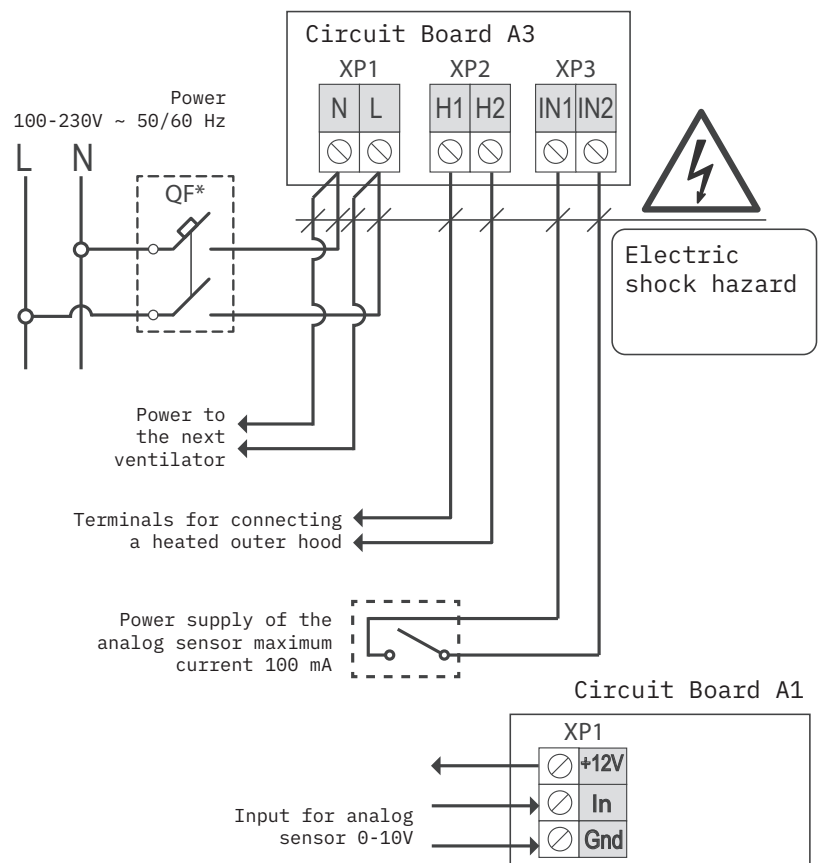 Circuit Board A3
XP1 XP2 XP3
N L H1 H2 IN1 IN2
Power
100-230V ~ 50/60 Hz
L N
QF*
Electric
shock hazard
Power to
the next
ventilator
Terminals for connecting
a heated outer hood
Power supply of the
analog sensor maximum
current 100 mA
Circuit Board A1
XP1
+12V
In
Gnd
Input for analog
sensor 0-10V